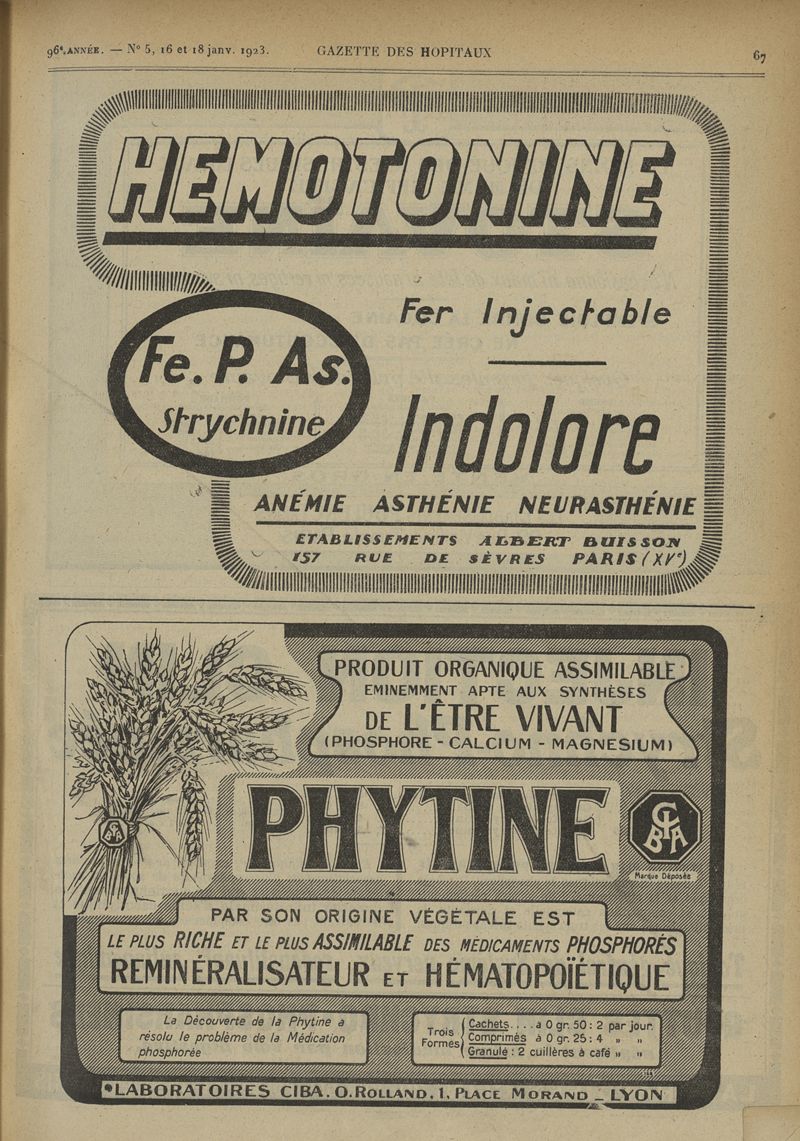 96e. ANNÉE. — No 5, 16 et 18 janv. 1923. GAZETTE DES HOPITAUX 67
HEMOTONINE
Fe. P. As.
Strychnine
Fer Injectable
Indolore
ANÉMIE ASTHÉNIE NEURASTHÉNIE
ETABLISSEMENTS ALBERT BUISSON
157 RUE DE SÈVRES PARIS (XVe)
PRODUIT ORGANIQUE ASSIMILABLE
EMINEMMENT APTE AUX SYNTHÈSES
DE L'ÊTRE VIVANT
(PHOSPHORE - CALCIUM - MAGNESIUM)
PHYTINE
CIBA
Marque Déposée
PAR SON ORIGINE VÉGÉTALE EST
LE PLUS RICHE ET LE PLUS ASSIMILABLE DES MÉDICAMENTS PHOSPHORÉS
REMINÉRALISATEUR ET HÉMATOPOÏÉTIQUE
La Découverte de la Phytine a
résolu le problème de la Médication
phosphorée
Trois Formes
Cachets.... a 0 gr. 50 : 2 par jour.
Comprimés à 0 gr. 25 : 4 " "
Granulé : 2 cuillères à café " "
LABORATOIRES CIBA. O. ROLLAND. 1, PLACE MORAND _ LYON